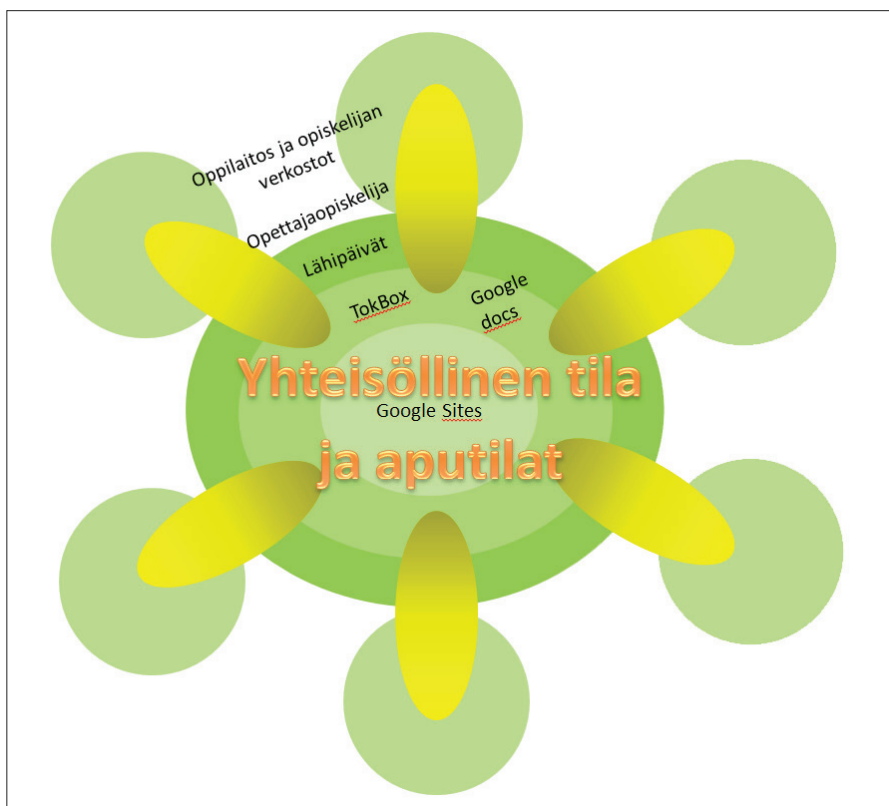 Oppilaitos ja opiskelijan
verkostot
Opettajaopiskelija
Lähipäivät
TokBox
Google
docs
Yhteisöllinen tila
Google Sites
ja aputilat